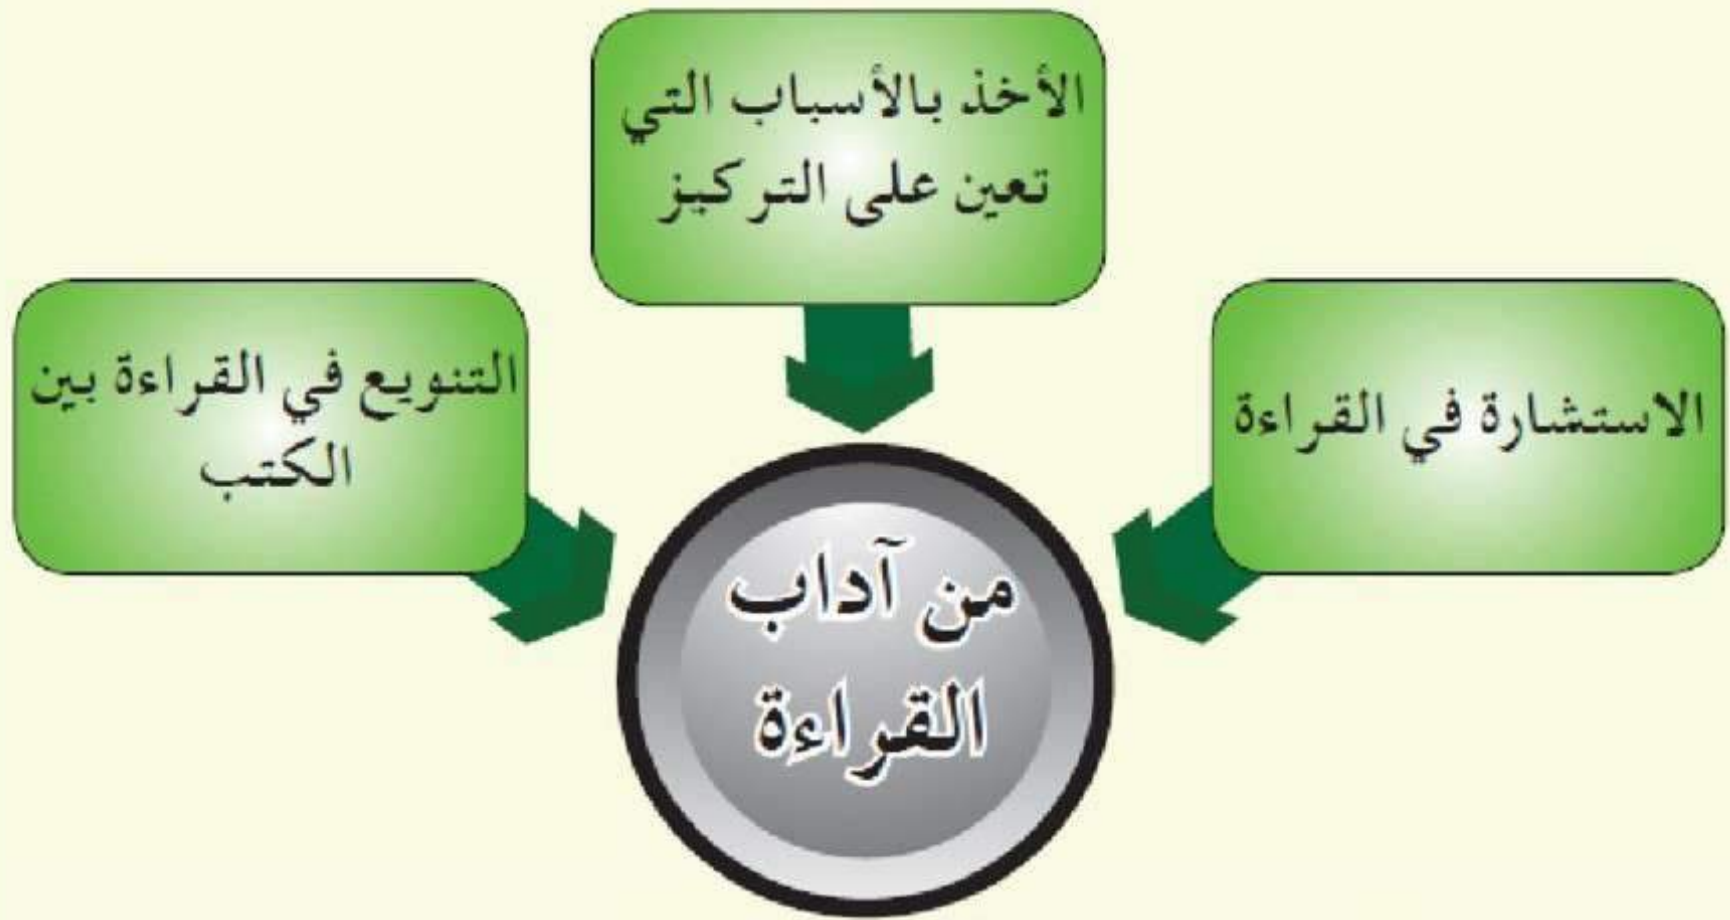 الأخذ بالأسباب التي
تعين على التركيز
الاستشارة في القراءة
التنويع في القراءة بين
الكتب
من آداب
القراءة